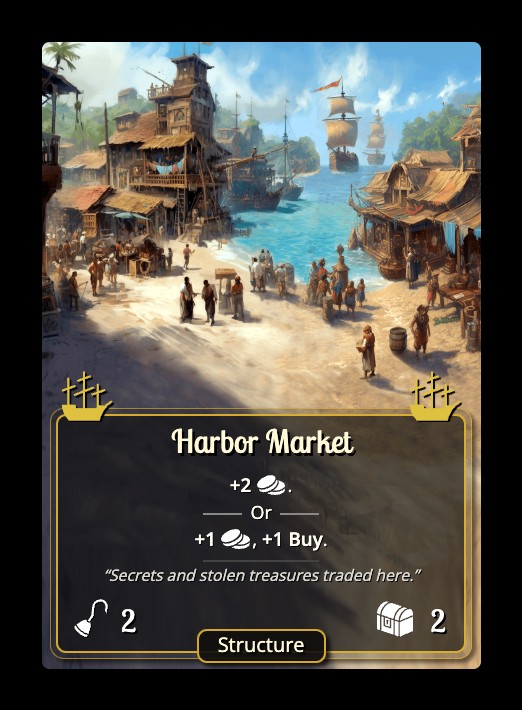 Harbor Market
+2 .
Or
+1 , +1 Buy.
“Secrets and stolen treasures traded here.”
2 2
Structure